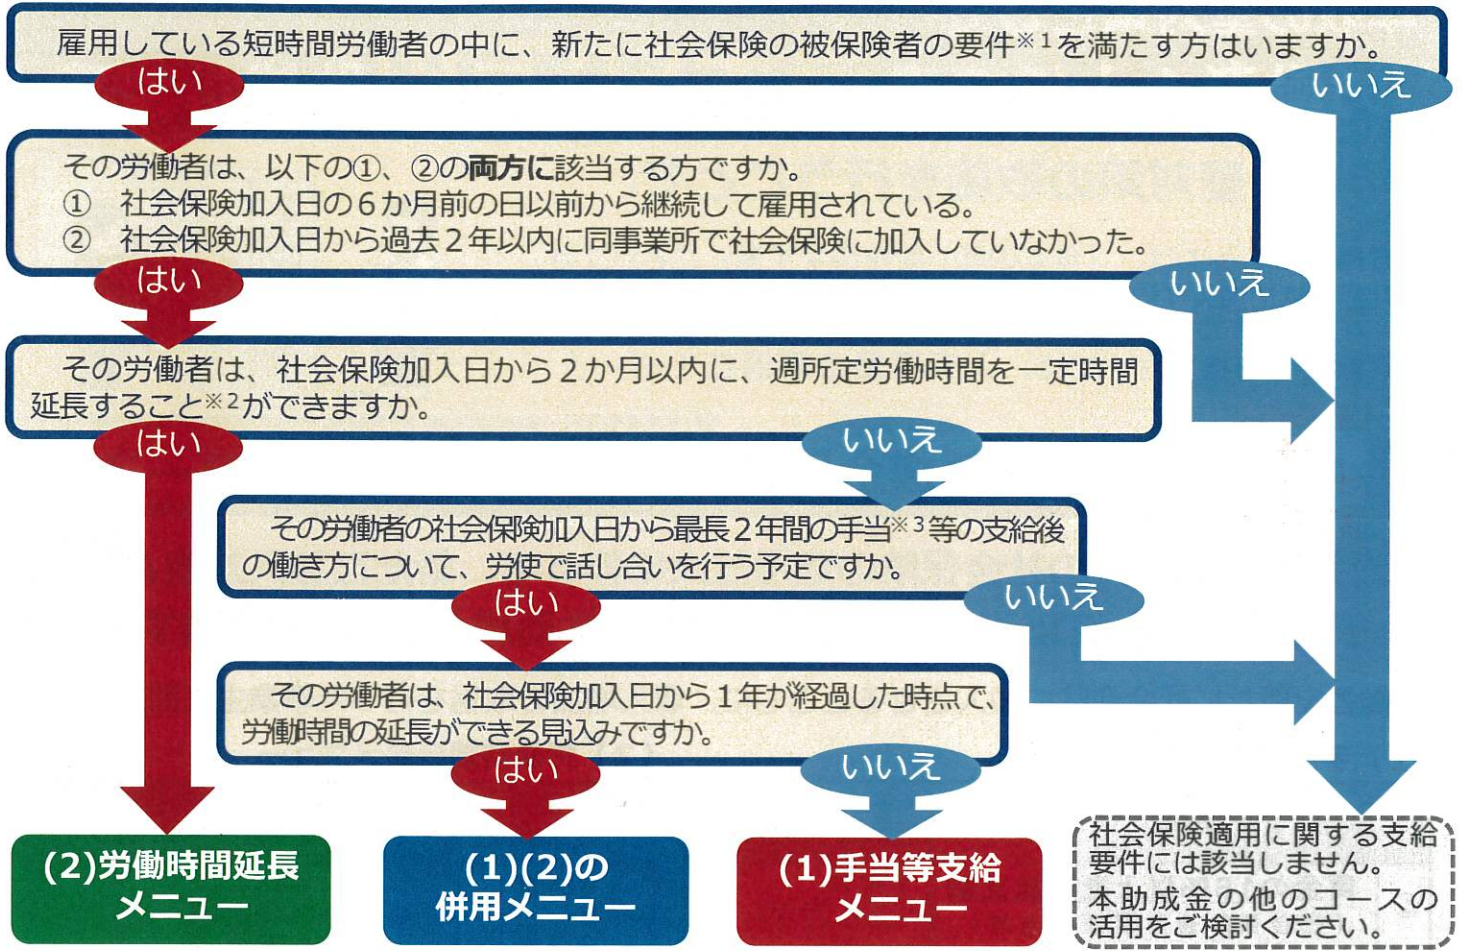 雇用している短時間労働者の中に、新たに社会保険の被保険者の要件※1を満たす方はいますか。
はい
いいえ
その労働者は、以下の①、②の両方に該当する方ですか。
① 社会保険加入日の6か月前の日以前から継続して雇用されている。
② 社会保険加入日から過去2年以内に同事業所で社会保険に加入していなかった。
はい
いいえ
その労働者は、社会保険加入日から2か月以内に、週所定労働時間を一定時間
延長すること※2ができますか。
はい
いいえ
その労働者の社会保険加入日から最長2年間の手当※3等の支給後
の働き方について、労使で話し合いを行う予定ですか。
はい
いいえ
その労働者は、社会保険加入日から1年が経過した時点で、
労働時間の延長ができる見込みですか。
はい
いいえ
(2)労働時間延長
メニュー
(1)(2)の
併用メニュー
(1)手当等支給
メニュー
社会保険適用に関する支給
要件には該当しません。
本助成金の他のコースの
活用をご検討ください。